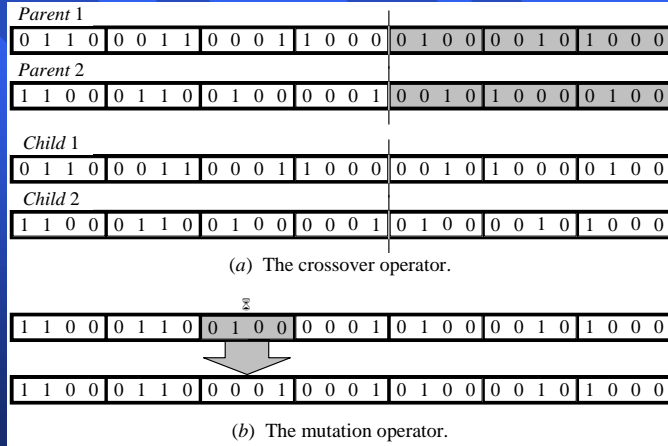 Parent 1
0 1 1 0 0 0 1 1 0 0 0 1 1 0 0 0 0 1 0 0 0 0 1 0 1 0 0 0
Parent 2
1 1 0 0 0 1 1 0 0 1 0 0 0 0 0 1 0 0 1 0 1 0 0 0 0 1 0 0
Child 1
0 1 1 0 0 0 1 1 0 0 0 1 1 0 0 0 0 0 1 0 1 0 0 0 0 1 0 0
Child 2
1 1 0 0 0 1 1 0 0 1 0 0 0 0 0 1 0 1 0 0 0 0 1 0 1 0 0 0
(a) The crossover operator.
1 1 0 0 0 1 1 0 0 1 0 0 0 0 0 1 0 1 0 0 0 0 1 0 1 0 0 0
1 1 0 0 0 1 1 0 0 0 0 1 0 0 0 1 0 1 0 0 0 0 1 0 1 0 0 0
(b) The mutation operator.